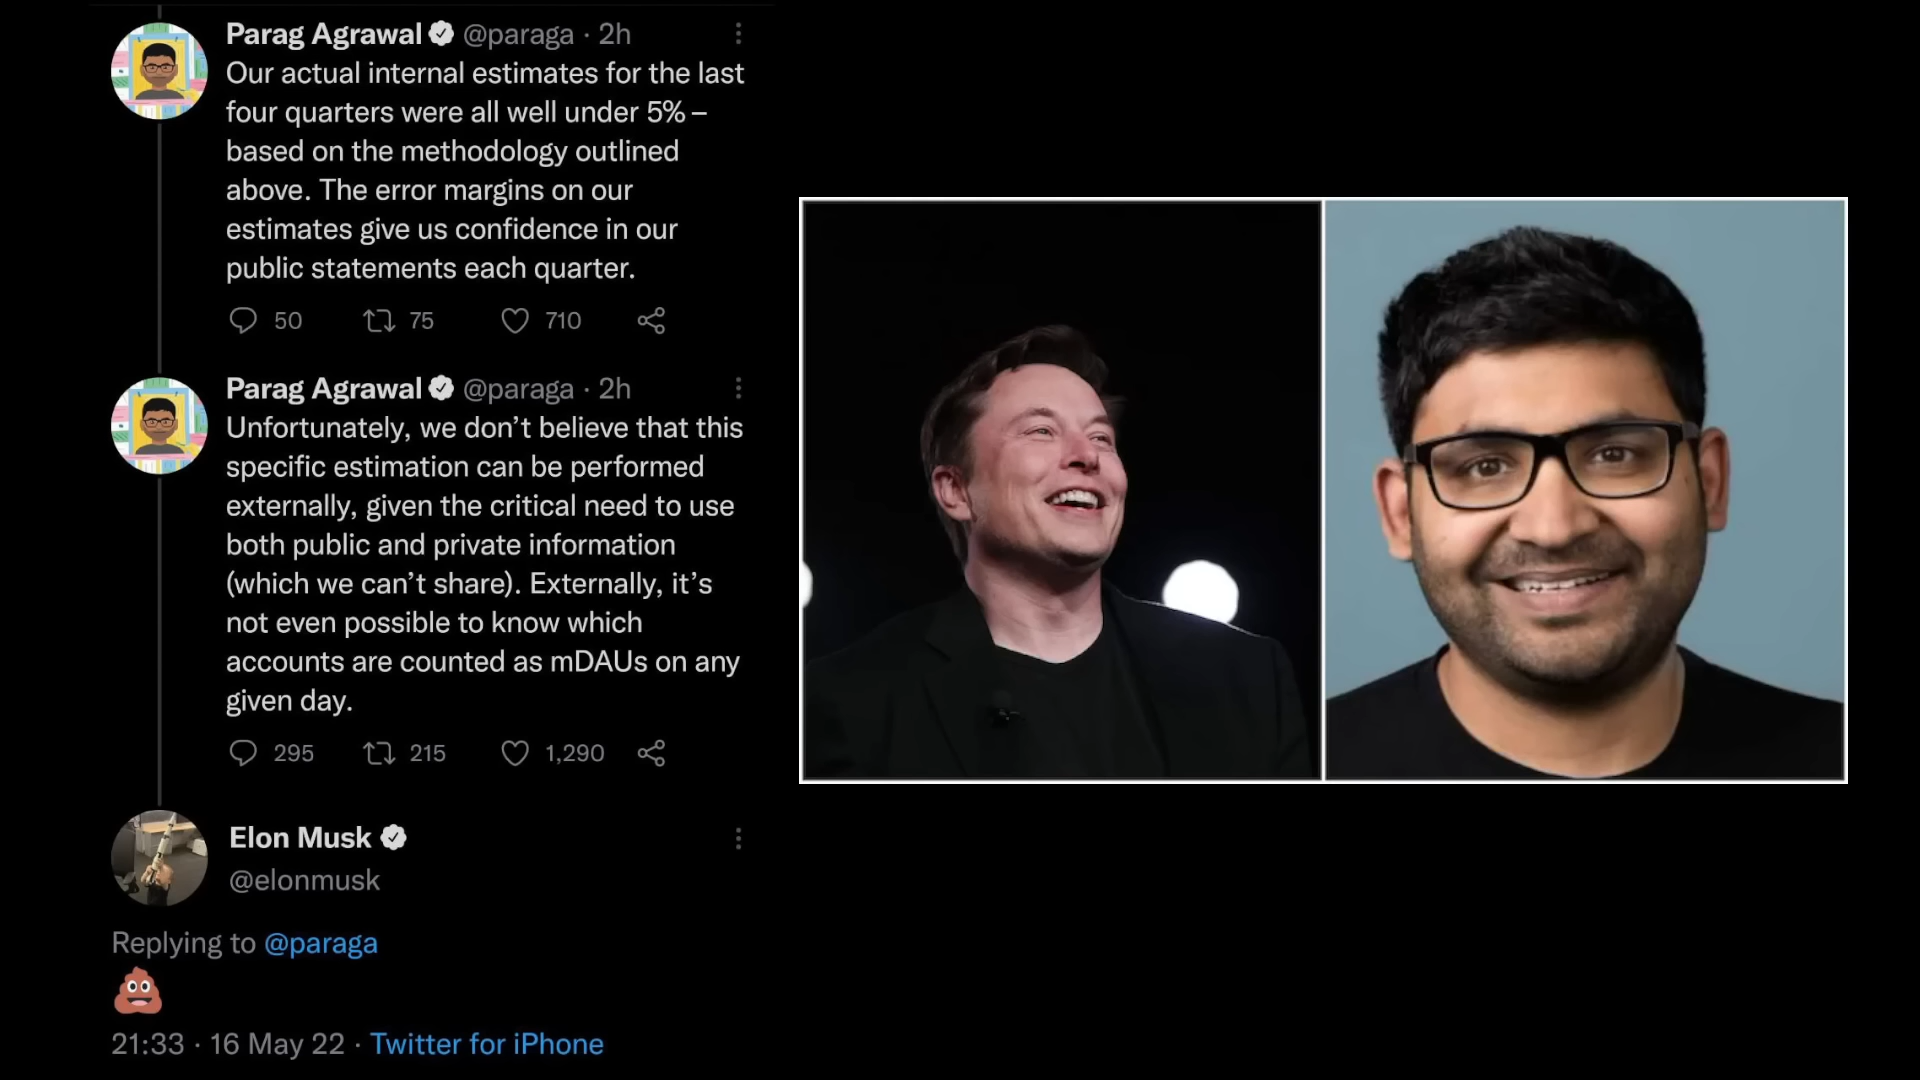 Parag Agrawal @paraga · 2h
Our actual internal estimates for the last
four quarters were all well under 5% –
based on the methodology outlined
above. The error margins on our
estimates give us confidence in our
public statements each quarter.
50 75 710
Parag Agrawal @paraga · 2h
Unfortunately, we don’t believe that this
specific estimation can be performed
externally, given the critical need to use
both public and private information
(which we can’t share). Externally, it’s
not even possible to know which
accounts are counted as mDAUs on any
given day.
295 215 1,290
Elon Musk
@elonmusk
Replying to @paraga
💩
21:33 · 16 May 22 · Twitter for iPhone